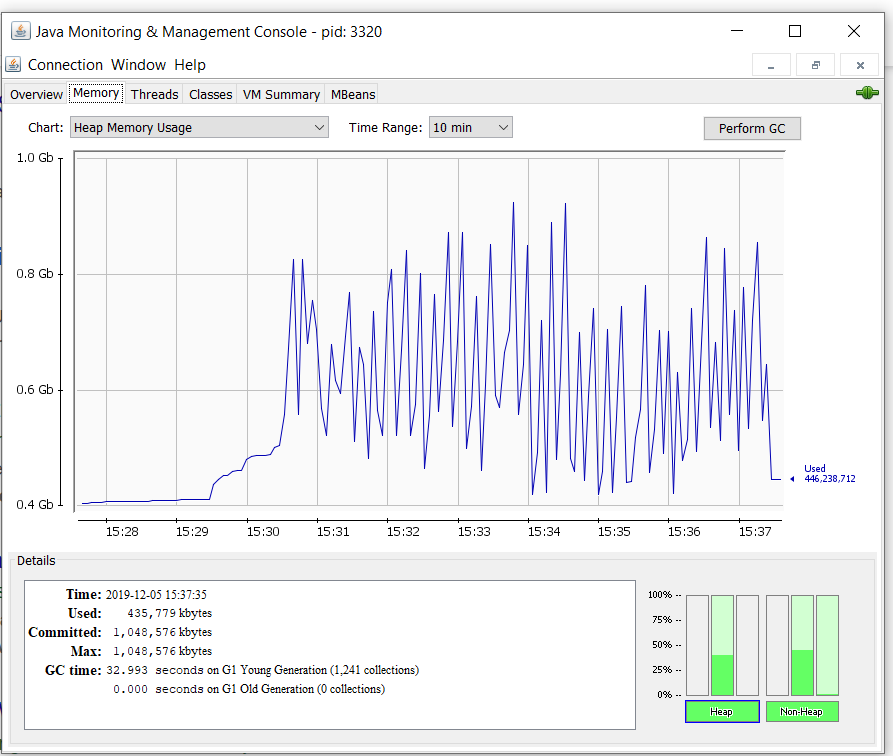 Java Monitoring & Management Console - pid: 3320
Connection Window Help
Overview Memory Threads Classes VM Summary MBeans
Chart: Heap Memory Usage Time Range: 10 min Perform GC
1.0 Gb
0.8 Gb
0.6 Gb
0.4 Gb
Used
446,238,712
15:28 15:29 15:30 15:31 15:32 15:33 15:34 15:35 15:36 15:37
Details
Time: 2019-12-05 15:37:35
Used: 435,779 kbytes
Committed: 1,048,576 kbytes
Max: 1,048,576 kbytes
GC time: 32.993 seconds on G1 Young Generation (1,241 collections)
0.000 seconds on G1 Old Generation (0 collections)
100% --
75% --
50% --
25% --
0% --
Heap Non-Heap